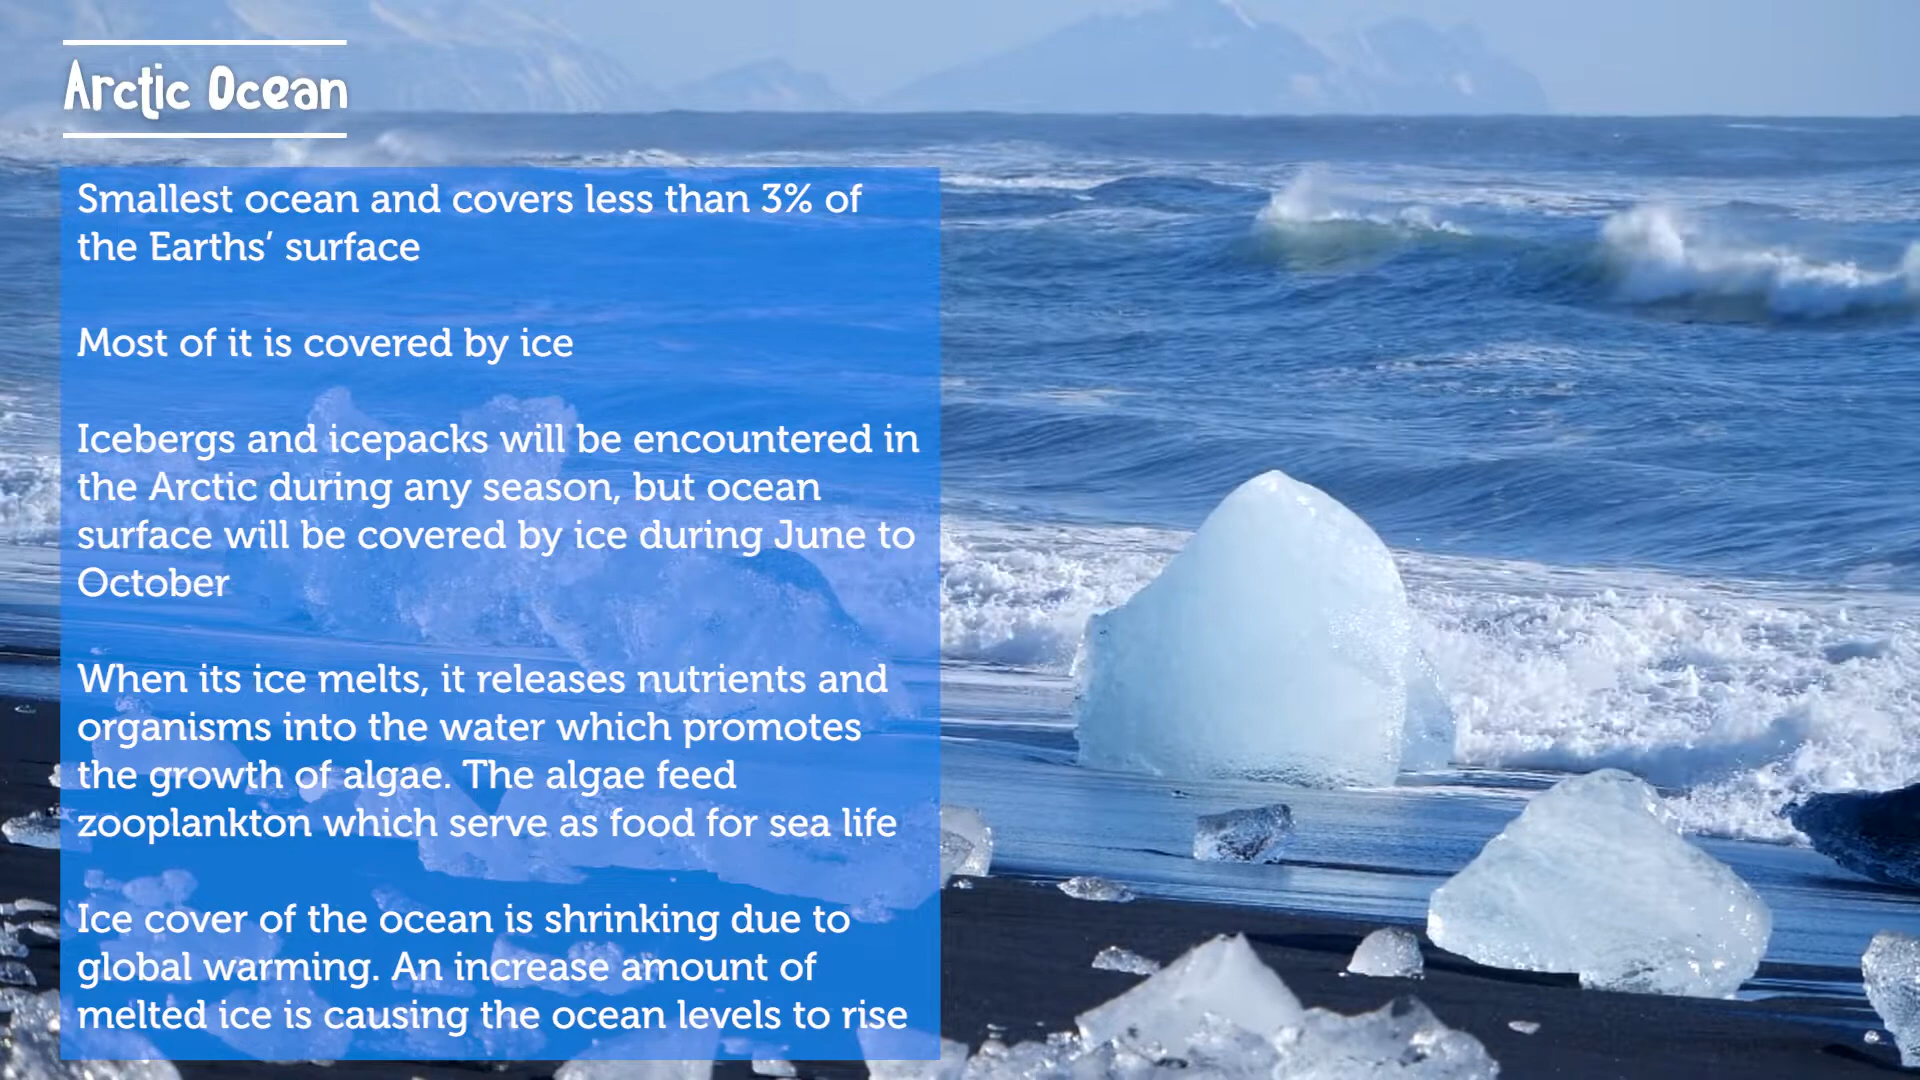 Arctic Ocean
Smallest ocean and covers less than 3% of
the Earths’ surface
Most of it is covered by ice
Icebergs and icepacks will be encountered in
the Arctic during any season, but ocean
surface will be covered by ice during June to
October
When its ice melts, it releases nutrients and
organisms into the water which promotes
the growth of algae. The algae feed
zooplankton which serve as food for sea life
Ice cover of the ocean is shrinking due to
global warming. An increase amount of
melted ice is causing the ocean levels to rise